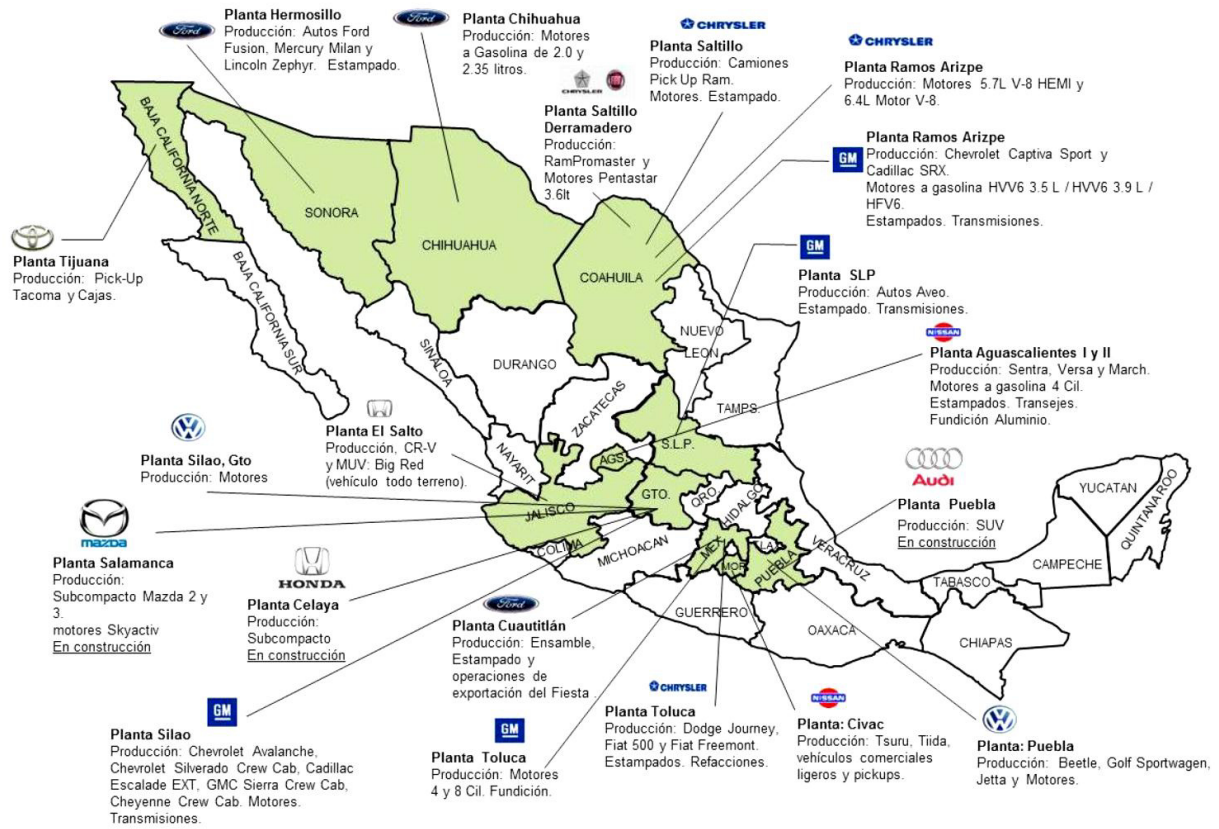 Ford
Planta Hermosillo
Producción: Autos Ford
Fusion, Mercury Milan y
Lincoln Zephyr. Estampado.
Ford
Planta Chihuahua
Producción: Motores
a Gasolina de 2.0 y
2.35 litros.
CHRYSLER
Planta Saltillo
Producción: Camiones
Pick Up Ram.
Motores. Estampado.
CHRYSLER
Planta Ramos Arizpe
Producción: Motores 5.7L V-8 HEMI y
6.4L Motor V-8.
CHRYSLER
FIAT
Planta Saltillo
Derramadero
Producción:
RamPromaster y
Motores Pentastar
3.6lt
GM
Planta Ramos Arizpe
Producción: Chevrolet Captiva Sport y
Cadillac SRX.
Motores a gasolina HVV6 3.5 L / HVV6 3.9 L /
HFV6.
Estampados. Transmisiones.
Planta Tijuana
Producción: Pick-Up
Tacoma y Cajas.
GM
Planta SLP
Producción: Autos Aveo.
Estampado. Transmisiones.
NISSAN
Planta Aguascalientes I y II
Producción: Sentra, Versa y March.
Motores a gasolina 4 Cil.
Estampados. Transejes.
Fundición Aluminio.
BAJA CALIFORNIA NORTE
SONORA
CHIHUAHUA
COAHUILA
BAJA CALIFORNIA SUR
SINALOA
DURANGO
NUEVO
LEON
ZACATECAS
TAMPS.
S.L.P.
NAYARIT
AGS.
JALISCO
GTO.
QRO
HIDALGO
COLIMA
MICHOACAN
MEX
TLA
MOR
PUEBLA
VERACRUZ
GUERRERO
OAXACA
TABASCO
CHIAPAS
CAMPECHE
YUCATAN
QUINTANA ROO
Planta El Salto
Producción, CR-V
y MUV: Big Red
(vehículo todo terreno).
Planta Silao, Gto
Producción: Motores
Audi
Planta Puebla
Producción: SUV
En construcción
mazda
Planta Salamanca
Producción:
Subcompacto Mazda 2 y
3.
motores Skyactiv
En construcción
HONDA
Planta Celaya
Producción:
Subcompacto
En construcción
Ford
Planta Cuautitlán
Producción: Ensamble,
Estampado y
operaciones de
exportación del Fiesta.
GM
Planta Silao
Producción: Chevrolet Avalanche,
Chevrolet Silverado Crew Cab, Cadillac
Escalade EXT, GMC Sierra Crew Cab,
Cheyenne Crew Cab. Motores.
Transmisiones.
GM
Planta Toluca
Producción: Motores
4 y 8 Cil. Fundición.
CHRYSLER
Planta Toluca
Producción: Dodge Journey,
Fiat 500 y Fiat Freemont.
Estampados. Refacciones.
NISSAN
Planta: Civac
Producción: Tsuru, Tiida,
vehículos comerciales
ligeros y pickups.
Planta: Puebla
Producción: Beetle, Golf Sportwagen,
Jetta y Motores.